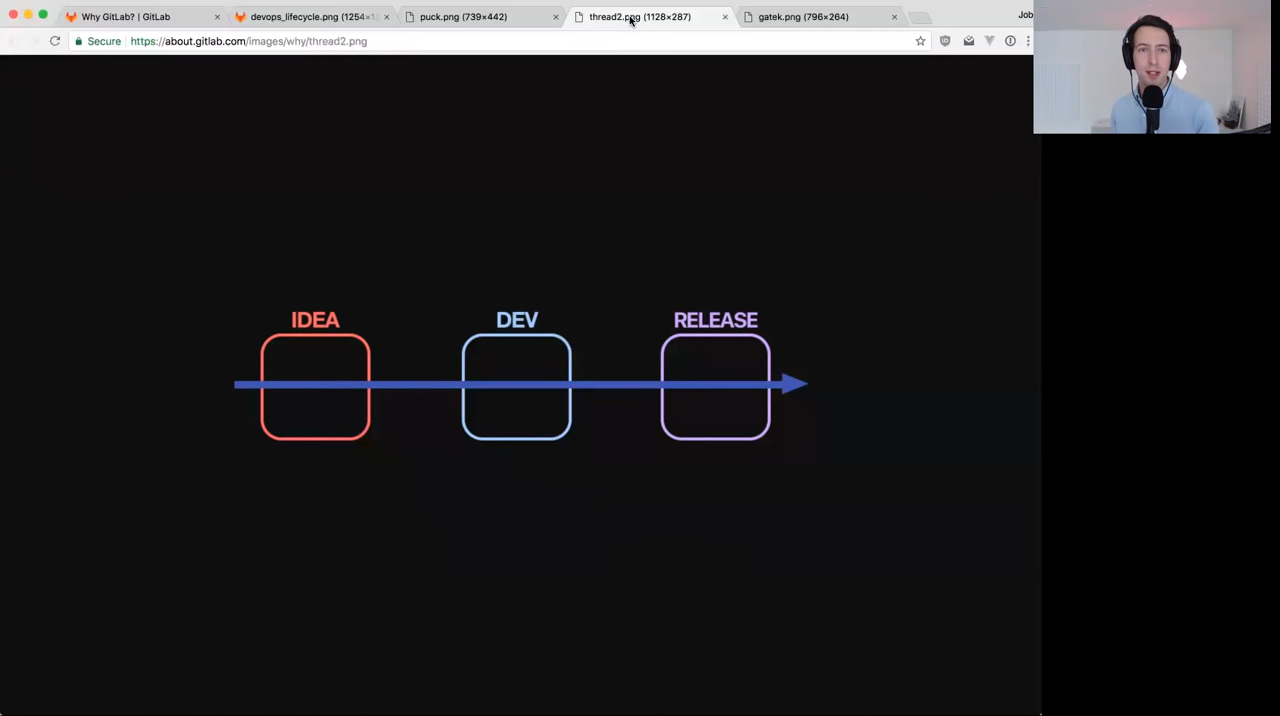 Why GitLab? | GitLab
devops_lifecycle.png (1254×1
puck.png (739×442)
thread2.png (1128×287)
gatek.png (796×264)
Job
Secure
https://about.gitlab.com/images/why/thread2.png
IDEA
DEV
RELEASE